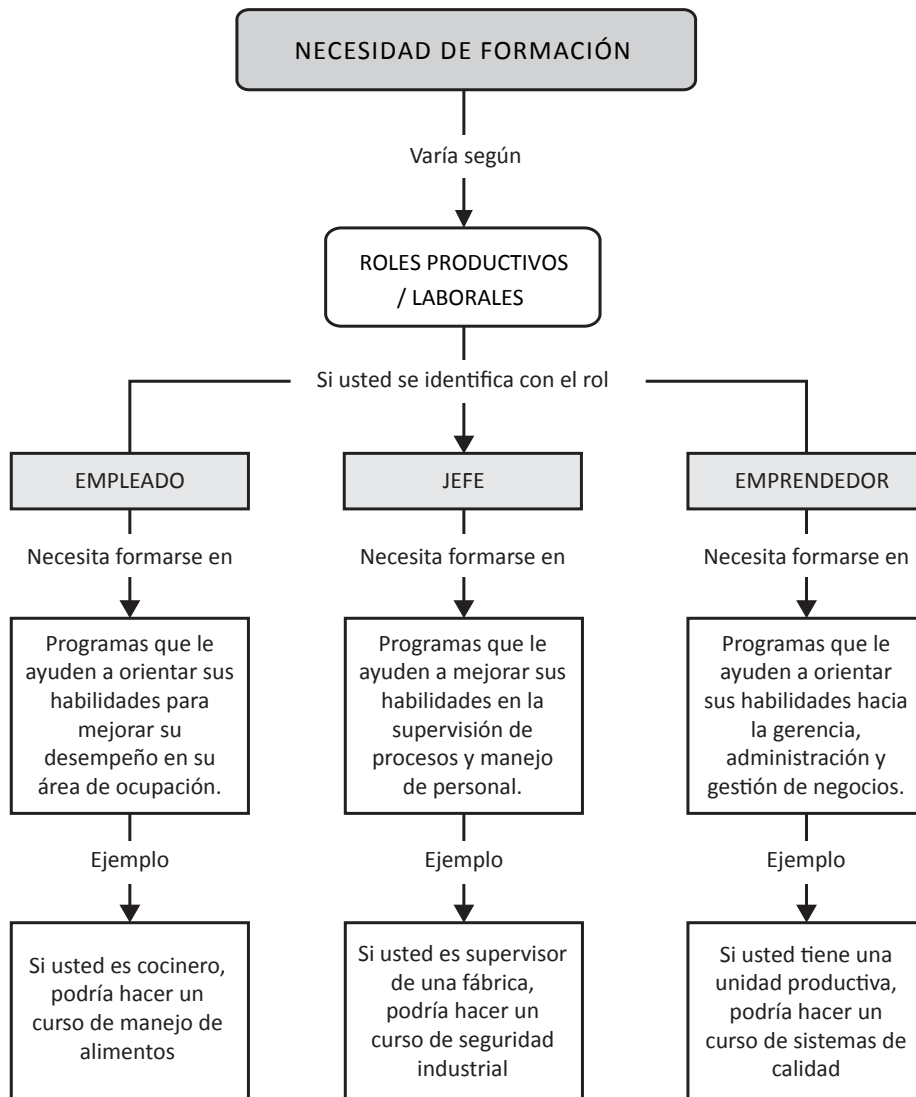 NECESIDAD DE FORMACIÓN
Varía según
ROLES PRODUCTIVOS
/ LABORALES
Si usted se identifica con el rol
EMPLEADO
Necesita formarse en
Programas que le
ayuden a orientar sus
habilidades para
mejorar su
desempeño en su
área de ocupación.
Ejemplo
Si usted es cocinero,
podría hacer un
curso de manejo de
alimentos
JEFE
Necesita formarse en
Programas que le
ayuden a mejorar sus
habilidades en la
supervisión de
procesos y manejo
de personal.
Ejemplo
Si usted es supervisor
de una fábrica,
podría hacer un
curso de seguridad
industrial
EMPRENDEDOR
Necesita formarse en
Programas que le
ayuden a orientar
sus habilidades hacia
la gerencia,
administración y
gestión de negocios.
Ejemplo
Si usted tiene una
unidad productiva,
podría hacer un
curso de sistemas de
calidad